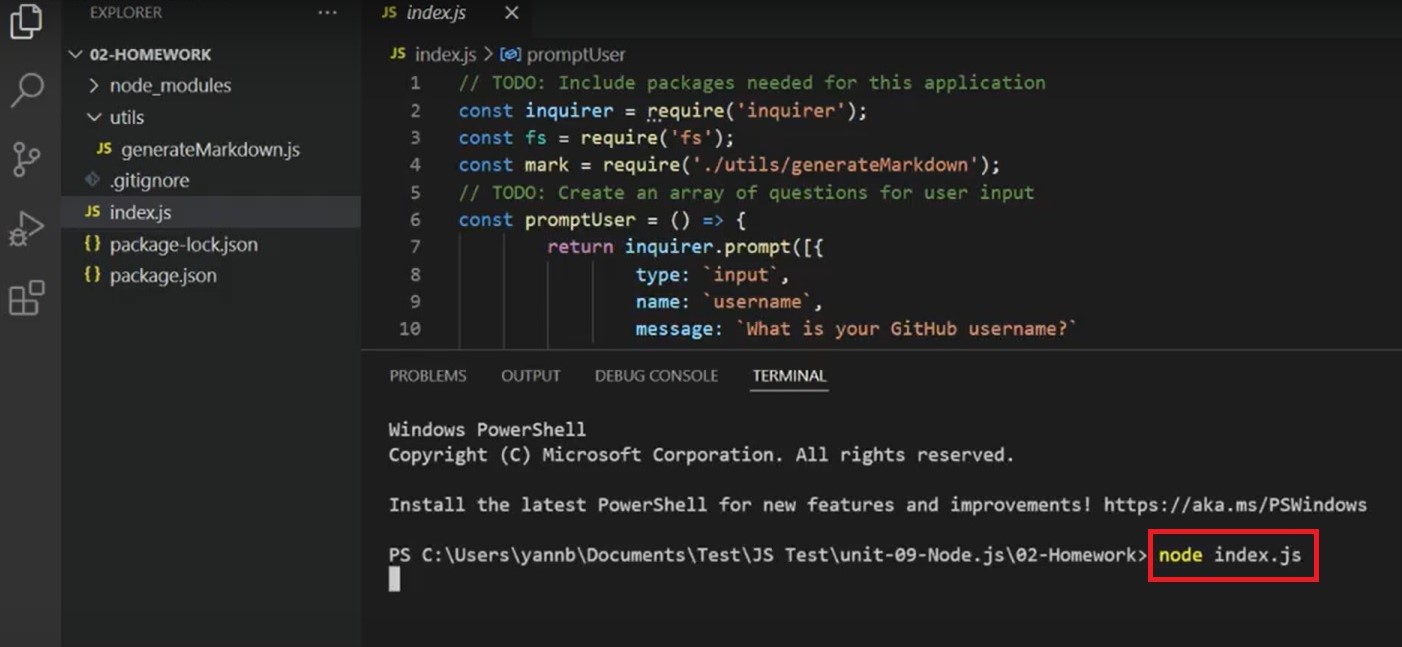 EXPLORER
···
02-HOMEWORK
node_modules
utils
JS generateMarkdown.js
.gitignore
JS index.js
{} package-lock.json
{} package.json
JS index.js
JS index.js > promptUser
1 // TODO: Include packages needed for this application
2 const inquirer = require('inquirer');
3 const fs = require('fs');
4 const mark = require('./utils/generateMarkdown');
5 // TODO: Create an array of questions for user input
6 const promptUser = () => {
7 return inquirer.prompt([{
8 type: `input`,
9 name: `username`,
10 message: `What is your GitHub username?`
PROBLEMS OUTPUT DEBUG CONSOLE TERMINAL
Windows PowerShell
Copyright (C) Microsoft Corporation. All rights reserved.
Install the latest PowerShell for new features and improvements! https://aka.ms/PSWindows
PS C:\Users\yannb\Documents\Test\JS Test\unit-09-Node.js\02-Homework> node index.js